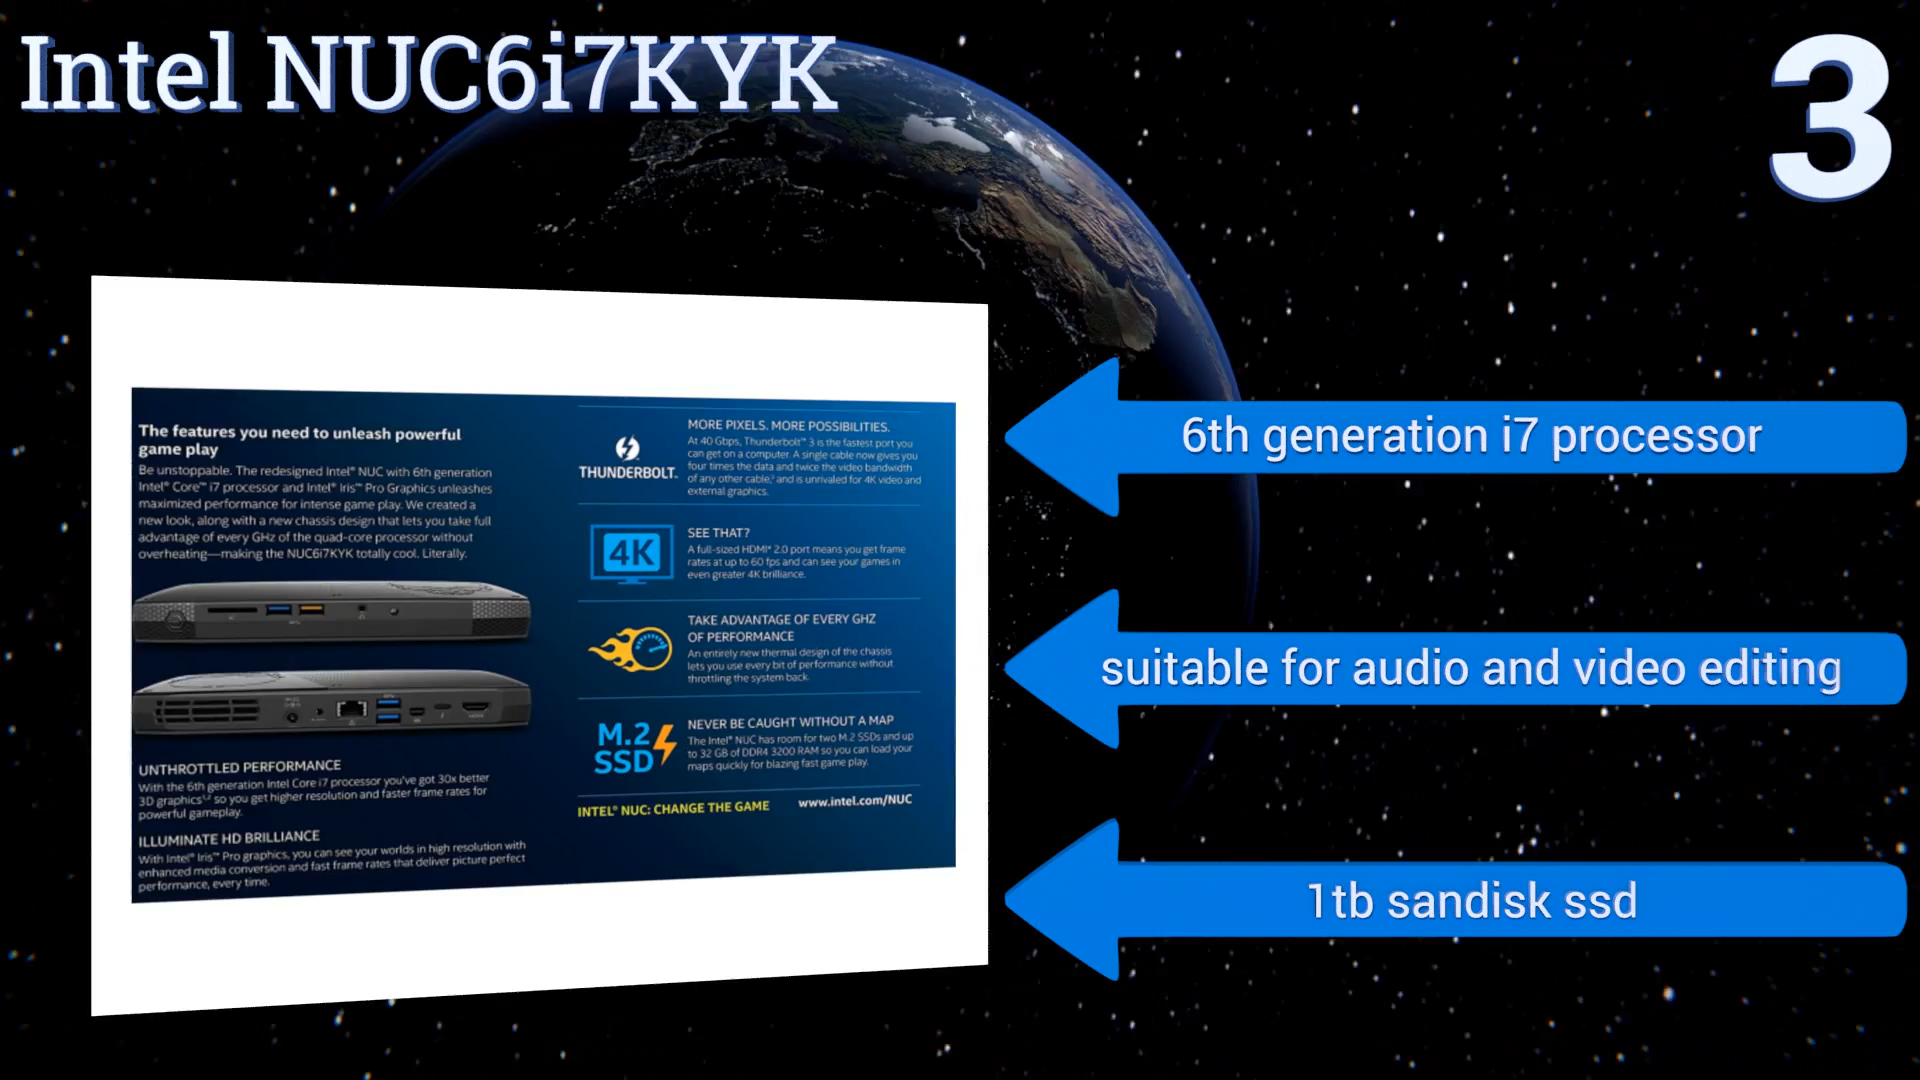 Intel NUC6i7KYK
3
The features you need to unleash powerful
game play
Be unstoppable. The redesigned Intel® NUC with 6th generation
Intel® Core™ i7 processor and Intel® Iris™ Pro Graphics unleashes
maximized performance for intense game play. We created a
new look, along with a new chassis design that lets you take full
advantage of every GHz of the quad-core processor without
overheating—making the NUC6i7KYK totally cool. Literally.
UNTHROTTLED PERFORMANCE
With the 6th generation Intel Core i7 processor you've got 30x better
3D graphics¹,² so you get higher resolution and faster frame rates for
powerful gameplay.
ILLUMINATE HD BRILLIANCE
With Intel® Iris™ Pro graphics, you can see your worlds in high resolution with
enhanced media conversion and fast frame rates that deliver picture perfect
performance, every time.
THUNDERBOLT™
MORE PIXELS. MORE POSSIBILITIES.
At 40 Gbps, Thunderbolt™ 3 is the fastest port you
can get on a computer. A single cable now gives you
four times the data and twice the video bandwidth
of any other cable, and is unrivaled for 4K video and
external graphics.
4K
SEE THAT?
A full-sized HDMI* 2.0 port means you get frame
rates at up to 60 fps and can see your games in
even greater 4K brilliance.
TAKE ADVANTAGE OF EVERY GHZ
OF PERFORMANCE
An entirely new thermal design of the chassis
lets you use every bit of performance without
throttling the system back.
M.2
SSD
NEVER BE CAUGHT WITHOUT A MAP
The Intel® NUC has room for two M.2 SSDs and up
to 32 GB of DDR4 3200 RAM so you can load your
maps quickly for blazing fast game play.
INTEL® NUC: CHANGE THE GAME
www.intel.com/NUC
6th generation i7 processor
suitable for audio and video editing
1tb sandisk ssd